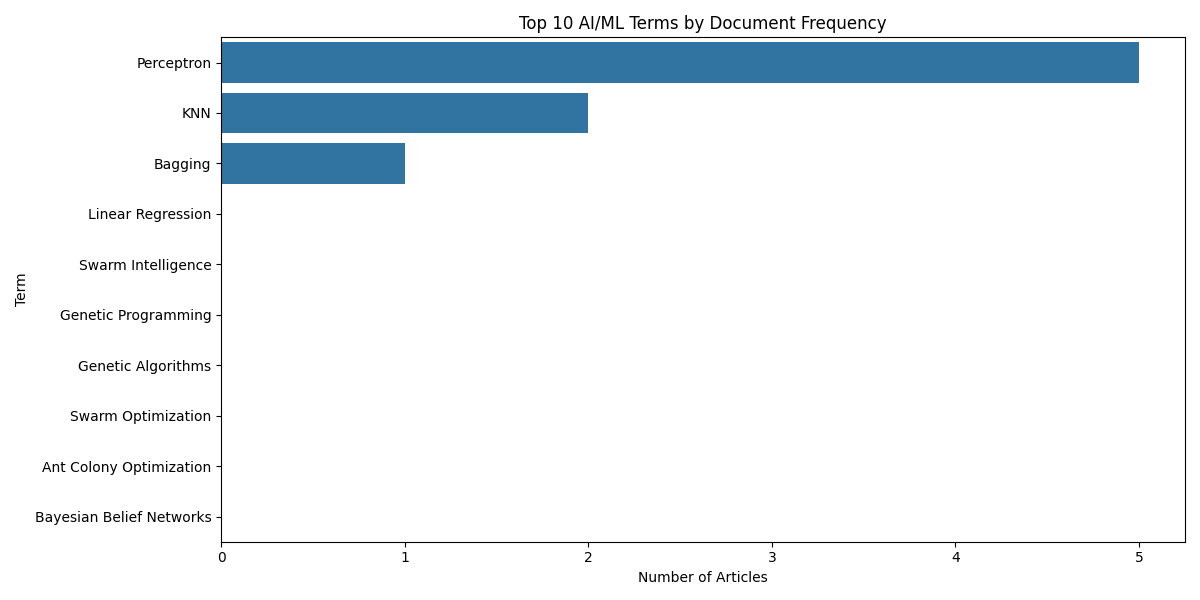 Top 10 AI/ML Terms by Document Frequency
Term
Perceptron
KNN
Bagging
Linear Regression
Swarm Intelligence
Genetic Programming
Genetic Algorithms
Swarm Optimization
Ant Colony Optimization
Bayesian Belief Networks
0 1 2 3 4 5
Number of Articles